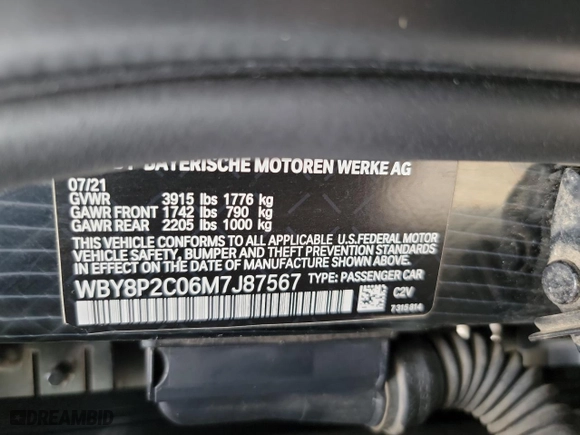 BAYERISCHE MOTOREN WERKE AG
07/21
GVWR 3915 lbs 1776 kg
GAWR FRONT 1742 lbs 790 kg
GAWR REAR 2205 lbs 1000 kg
THIS VEHICLE CONFORMS TO ALL APPLICABLE U.S.FEDERAL MOTOR
VEHICLE SAFETY, BUMPER AND THEFT PREVENTION STANDARDS
IN EFFECT ON THE DATE OF MANUFACTURE SHOWN ABOVE.
WBY8P2C06M7J87567 TYPE: PASSENGER CAR
C2V
7316814
DREAMBID